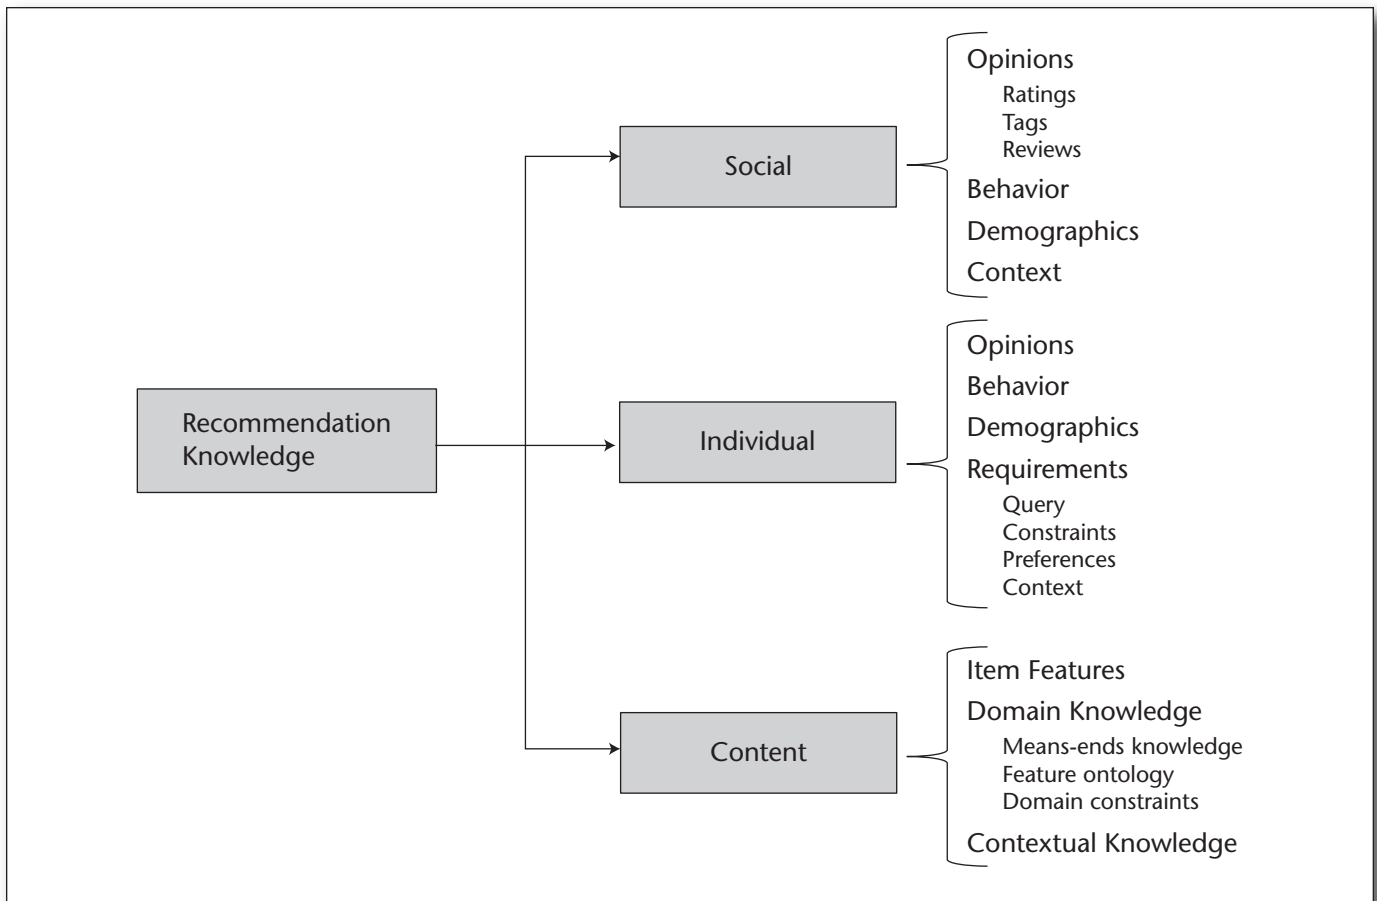 Recommendation
Knowledge
Social
Opinions
Ratings
Tags
Reviews
Behavior
Demographics
Context
Individual
Opinions
Behavior
Demographics
Requirements
Query
Constraints
Preferences
Context
Content
Item Features
Domain Knowledge
Means-ends knowledge
Feature ontology
Domain constraints
Contextual Knowledge